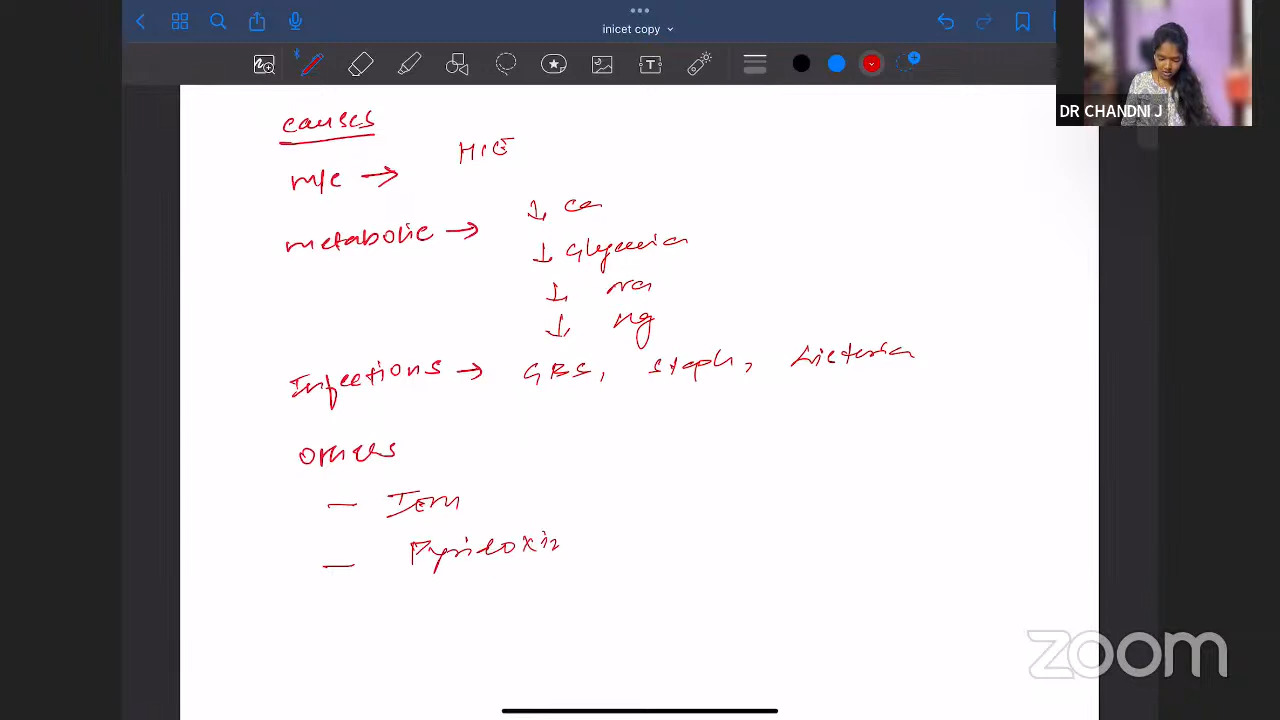 inicet copy
DR CHANDNI J
causes
m/c → HIE
metabolic → ↓ ca
↓ Glycemia
↓ na
↓ mg
Infections → GBS, staph, Listeria
Others
— IEM
— Pyridoxin
zoom